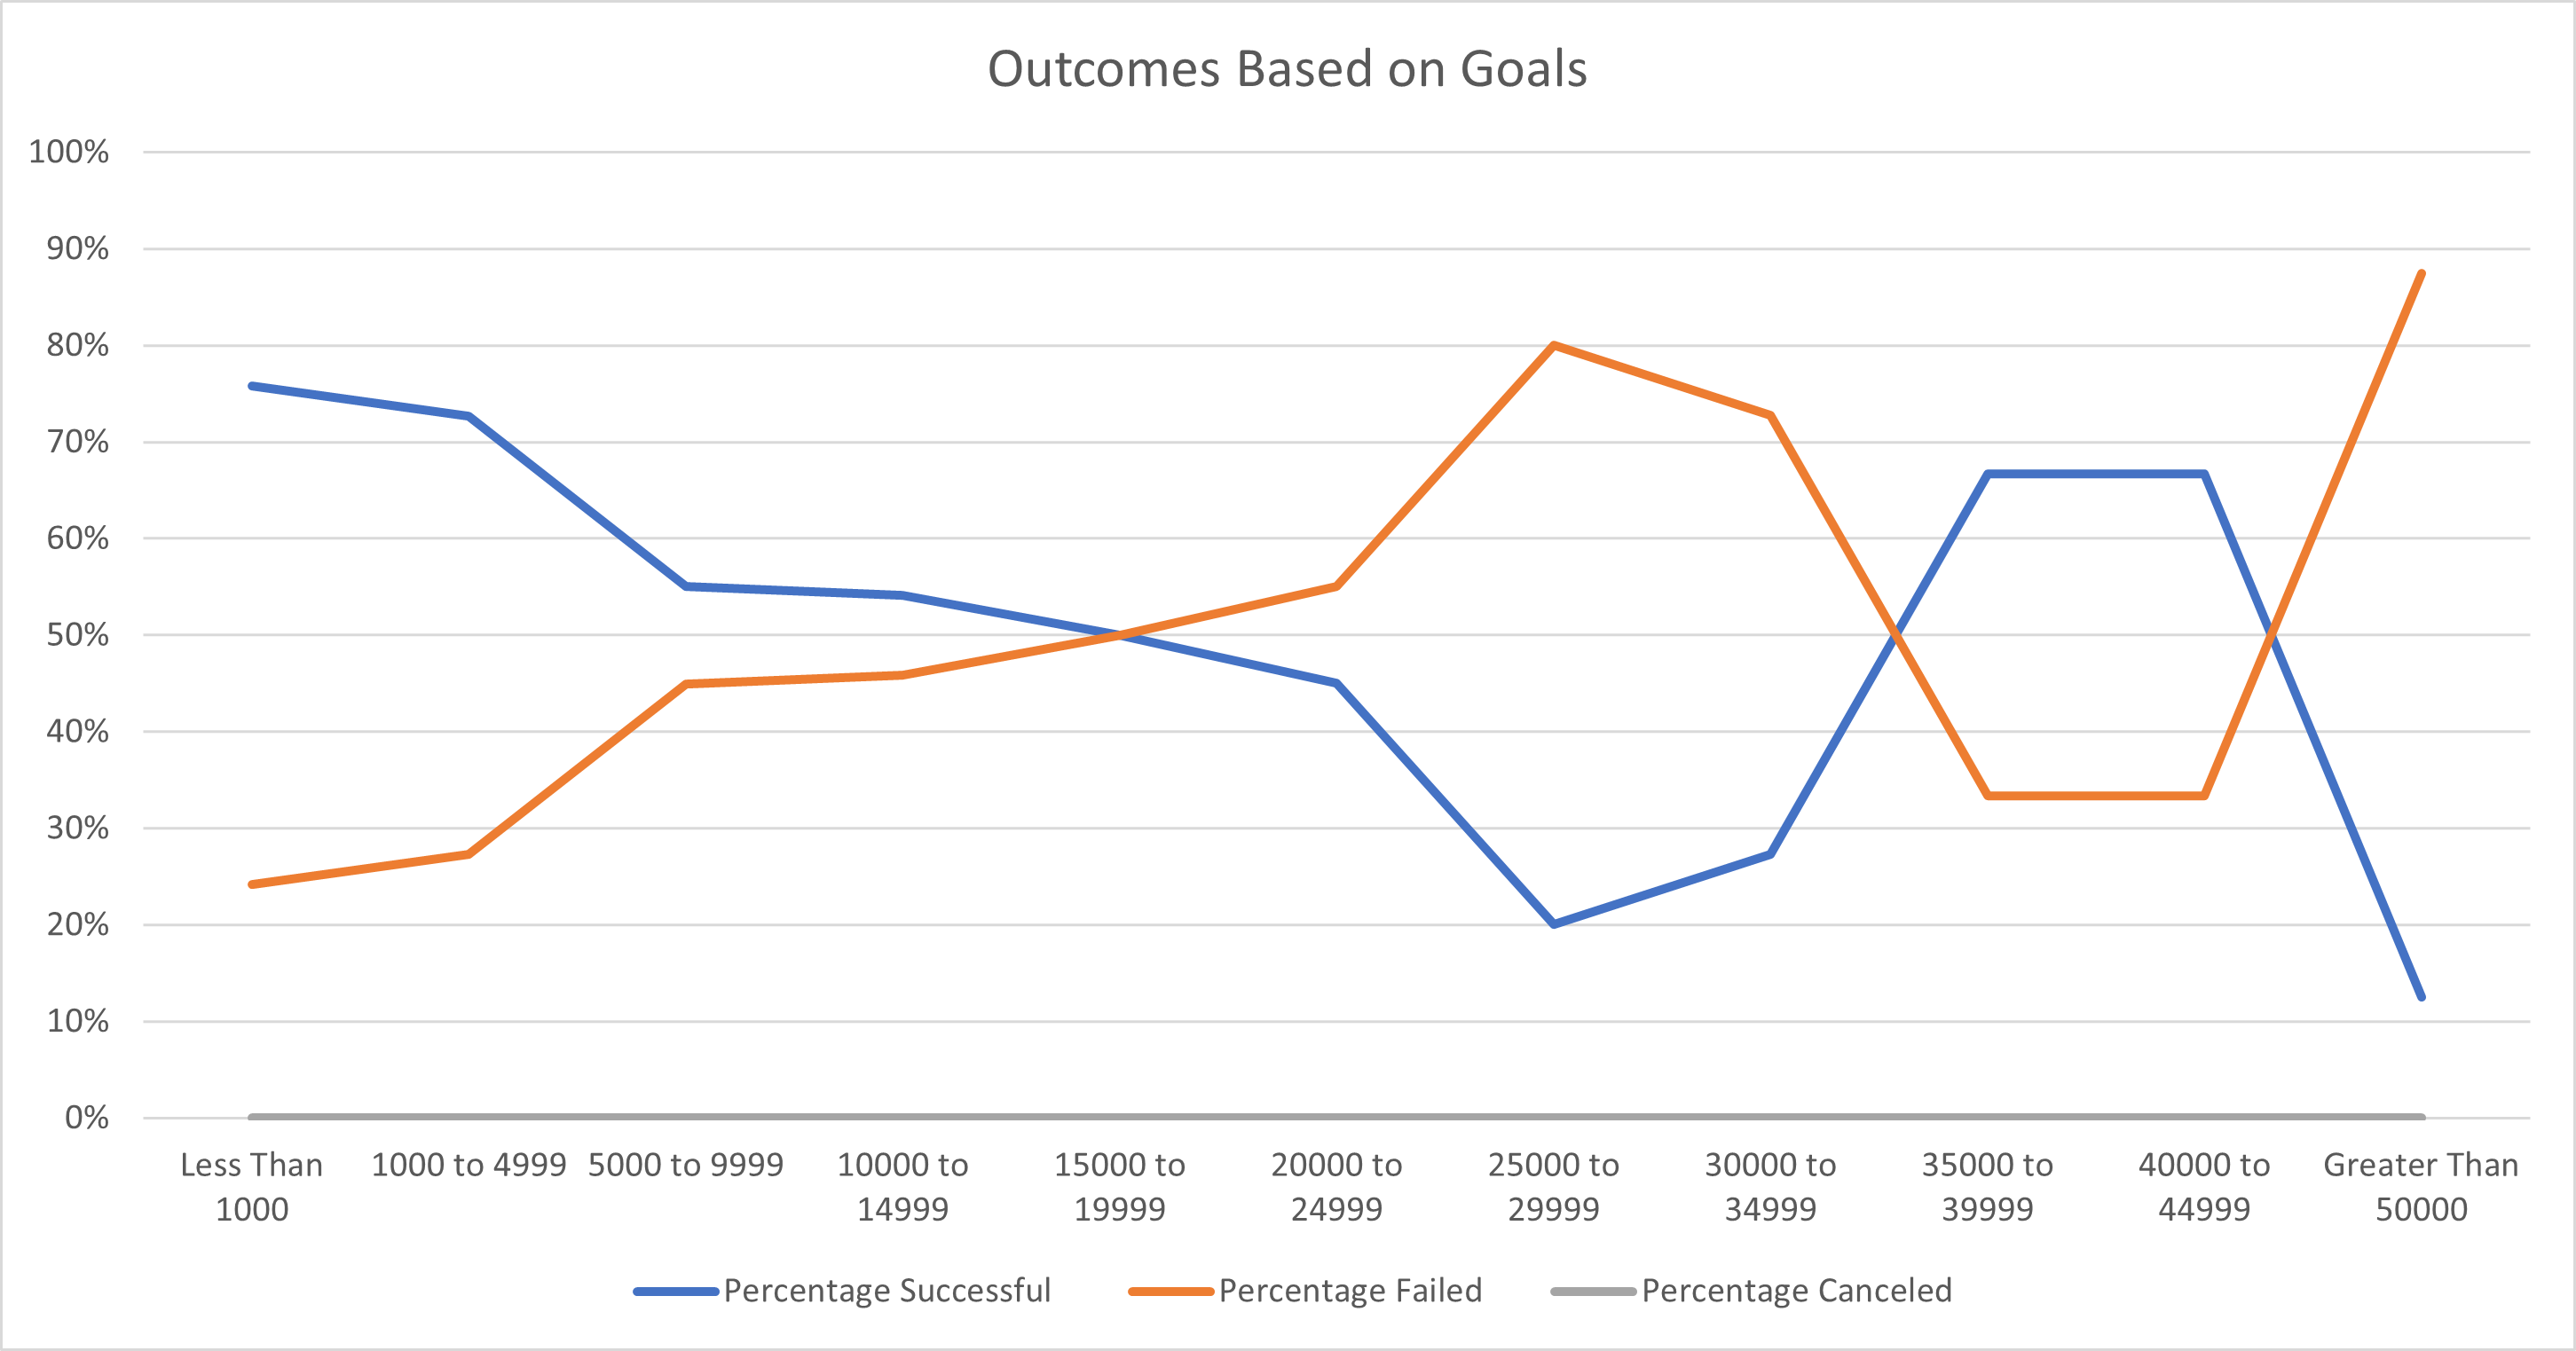 Outcomes Based on Goals
100%
90%
80%
70%
60%
50%
40%
30%
20%
10%
0%
Less Than
1000
1000 to 4999
5000 to 9999
10000 to
14999
15000 to
19999
20000 to
24999
25000 to
29999
30000 to
34999
35000 to
39999
40000 to
44999
Greater Than
50000
Percentage Successful
Percentage Failed
Percentage Canceled